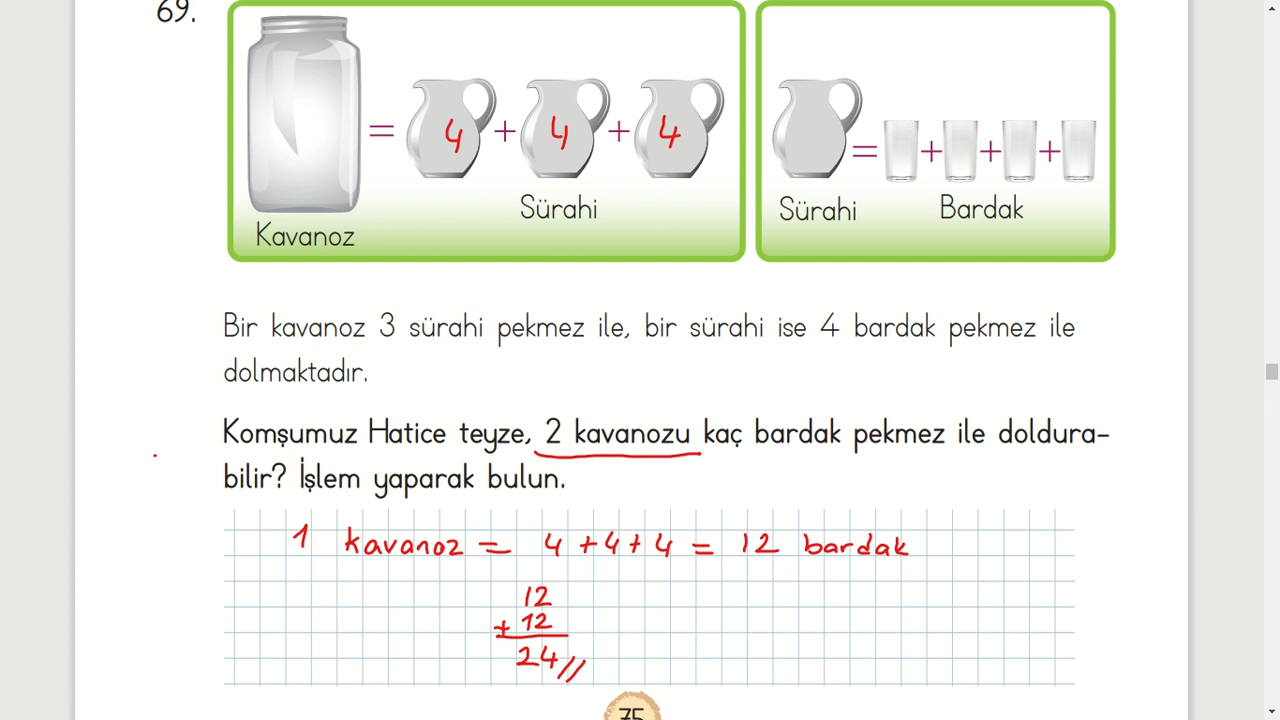 69.
= 4 + 4 + 4
Sürahi
Kavanoz
= + + +
Sürahi Bardak
Bir kavanoz 3 sürahi pekmez ile, bir sürahi ise 4 bardak pekmez ile
dolmaktadır.
Komşumuz Hatice teyze, 2 kavanozu kaç bardak pekmez ile doldura-
bilir? İşlem yaparak bulun.
1 kavanoz = 4 + 4 + 4 = 12 bardak
12
+ 12
24//
75